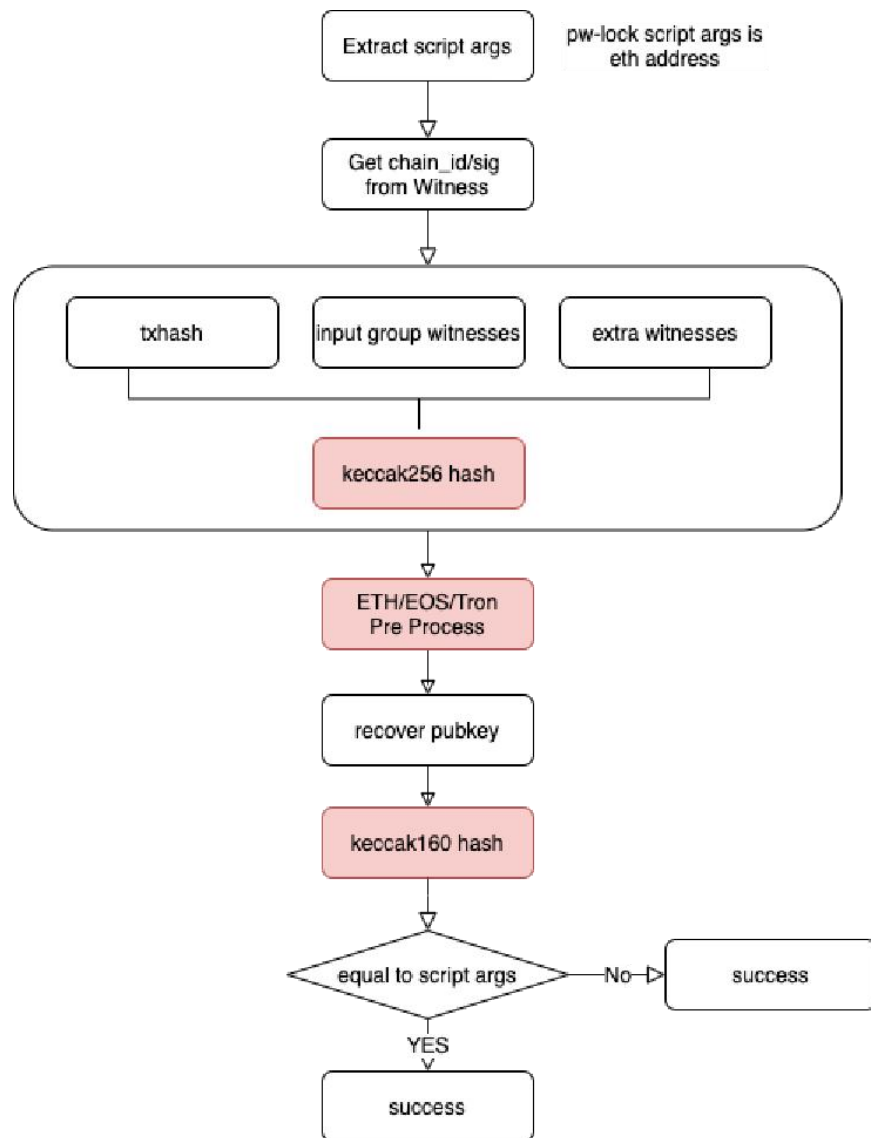 Extract script args
pw-lock script args is
eth address
Get chain_id/sig
from Witness
txhash
input group witnesses
extra witnesses
keccak256 hash
ETH/EOS/Tron
Pre Process
recover pubkey
keccak160 hash
equal to script args
No
success
YES
success